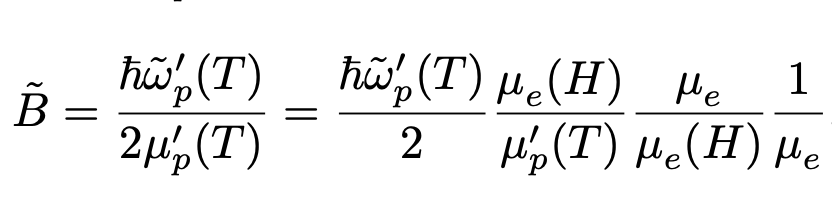 B̃ = ħω̃′ₚ(T) / 2μ′ₚ(T) = ħω̃′ₚ(T) / 2 μₑ(H) / μ′ₚ(T) μₑ / μₑ(H) 1 / μₑ